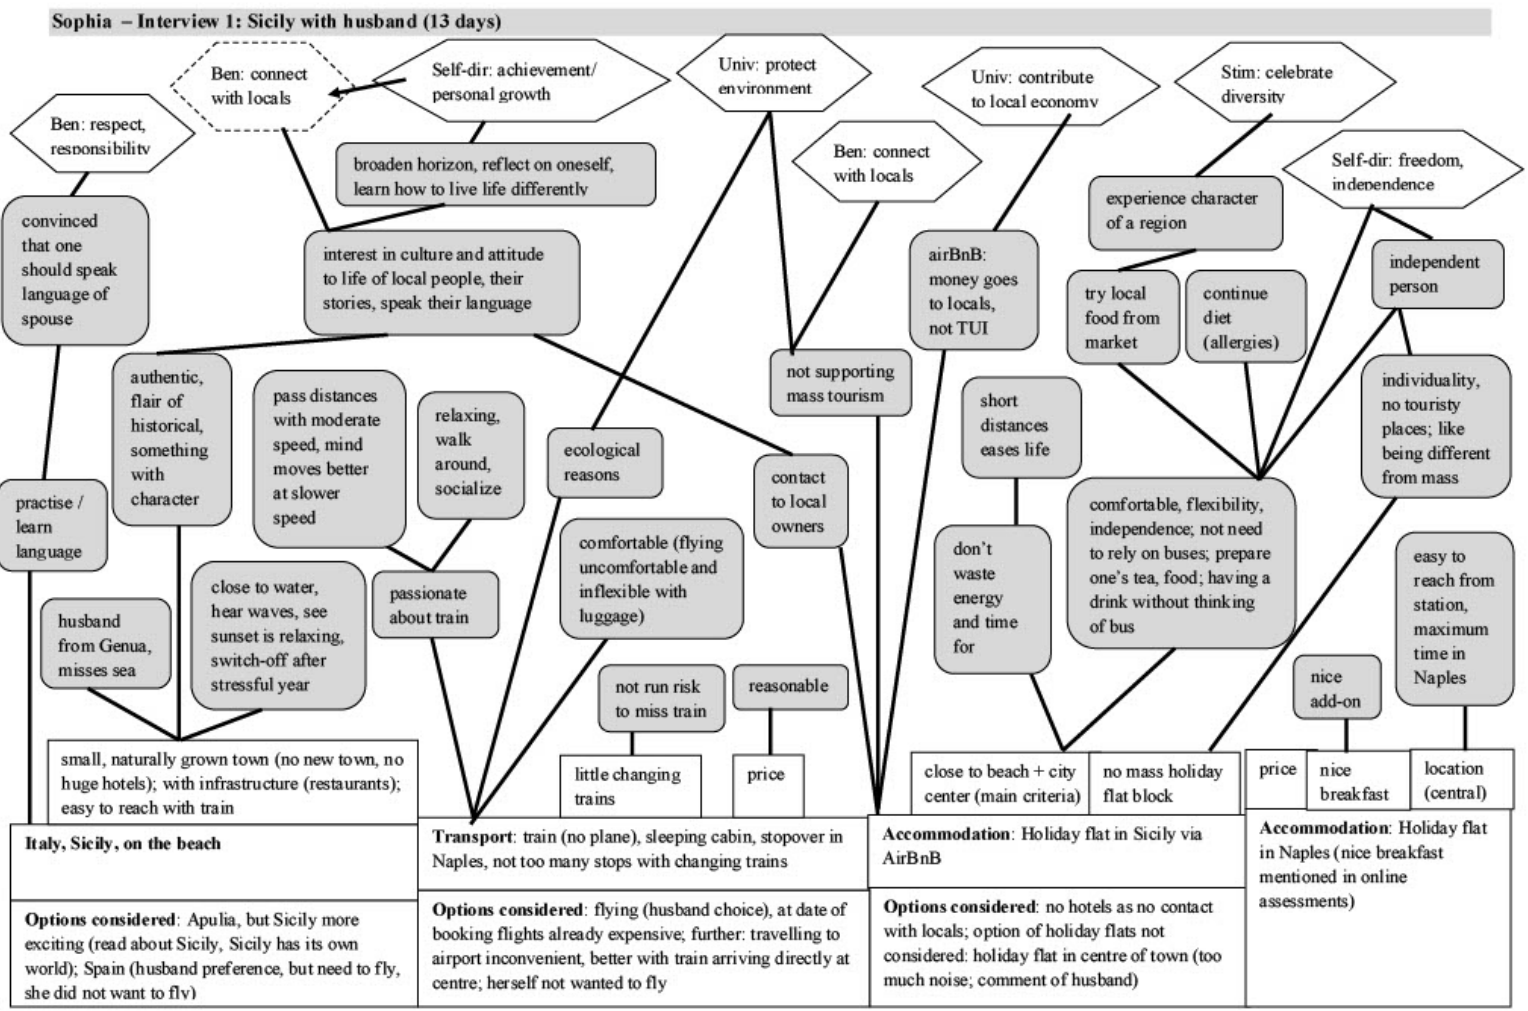 Sophia – Interview 1: Sicily with husband (13 days)
Ben: connect
with locals
Self-dir: achievement/
personal growth
Univ: protect
environment
Univ: contribute
to local economy
Stim: celebrate
diversity
Ben: respect,
responsibility
Ben: connect
with locals
Self-dir: freedom,
independence
broaden horizon, reflect on oneself,
learn how to live life differently
experience character
of a region
convinced
that one
should speak
language of
spouse
interest in culture and attitude
to life of local people, their
stories, speak their language
airBnB:
money goes
to locals,
not TUI
independent
person
try local
food from
market
continue
diet
(allergies)
authentic,
flair of
historical,
something
with
character
pass distances
with moderate
speed, mind
moves better
at slower
speed
relaxing,
walk
around,
socialize
not supporting
mass tourism
short
distances
eases life
individuality,
no touristy
places; like
being different
from mass
ecological
reasons
contact
to local
owners
practise /
learn
language
comfortable, flexibility,
independence; not need
to rely on buses; prepare
one’s tea, food; having a
drink without thinking
of bus
comfortable (flying
uncomfortable and
inflexible with
luggage)
don’t
waste
energy
and time
for
easy to
reach from
station,
maximum
time in
Naples
close to water,
hear waves, see
sunset is relaxing,
switch-off after
stressful year
passionate
about train
husband
from Genua,
misses sea
not run risk
to miss train
reasonable
nice
add-on
small, naturally grown town (no new town, no
huge hotels); with infrastructure (restaurants);
easy to reach with train
little changing
trains
price
close to beach + city
center (main criteria)
no mass holiday
flat block
price
nice
breakfast
location
(central)
Italy, Sicily, on the beach
Transport: train (no plane), sleeping cabin, stopover in
Naples, not too many stops with changing trains
Accommodation: Holiday flat in Sicily via
AirBnB
Accommodation: Holiday flat
in Naples (nice breakfast
mentioned in online
assessments)
Options considered: Apulia, but Sicily more
exciting (read about Sicily, Sicily has its own
world); Spain (husband preference, but need to fly,
she did not want to fly)
Options considered: flying (husband choice), at date of
booking flights already expensive; further: travelling to
airport inconvenient, better with train arriving directly at
centre; herself not wanted to fly
Options considered: no hotels as no contact
with locals; option of holiday flats not
considered: holiday flat in centre of town (too
much noise; comment of husband)